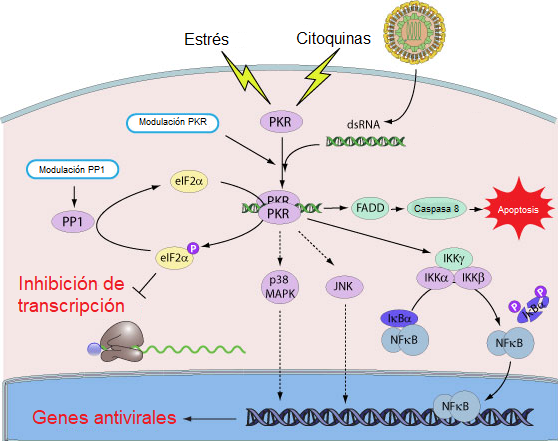 Estrés
Citoquinas
PKR
dsRNA
Modulación PKR
Modulación PP1
eIF2α
PKR
PKR
FADD
Caspasa 8
Apoptosis
PP1
P
eIF2α
IKKγ
IKKα
IKKβ
Inhibición de
transcripción
p38
MAPK
JNK
IκBα
NFκB
P
IκBα
P
NFκB
NFκB
Genes antivirales